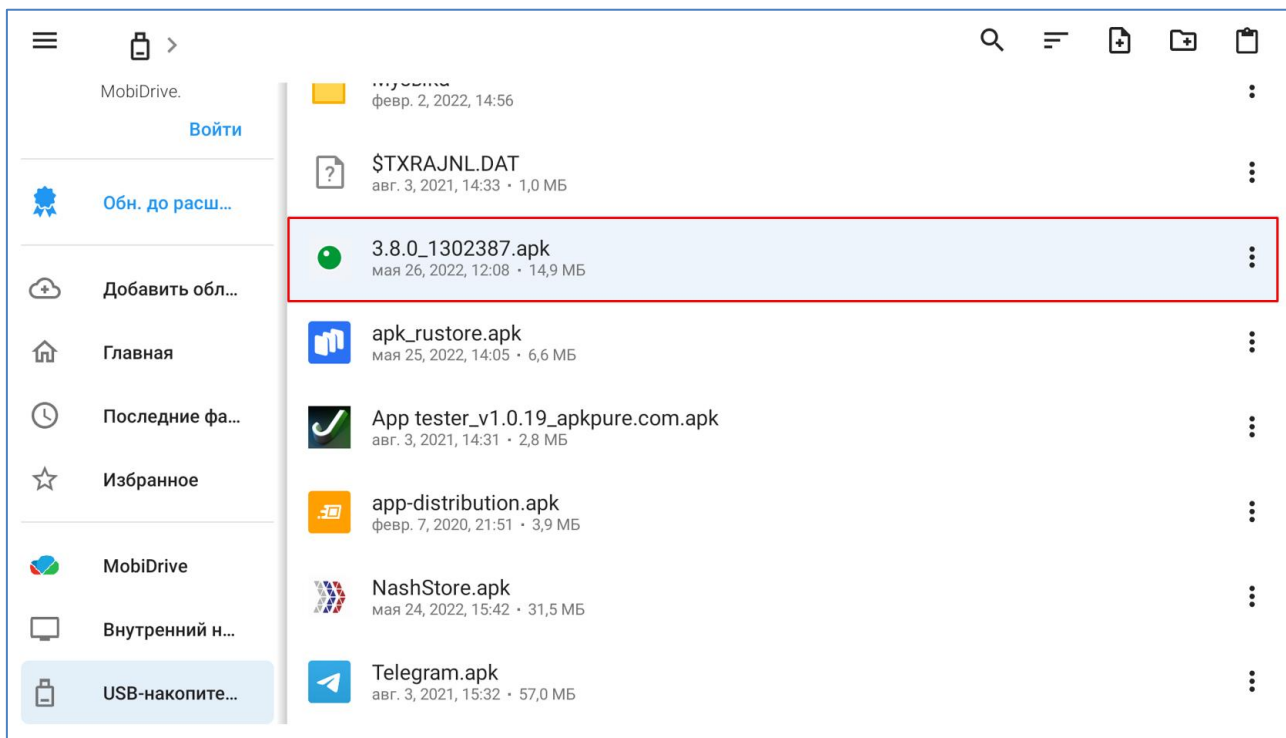 MobiDrive.
Войти
Обн. до расш...
Добавить обл...
Главная
Последние фа...
Избранное
MobiDrive
Внутренний н...
USB-накопите...
февр. 2, 2022, 14:56
$TXRAJNL.DAT
авг. 3, 2021, 14:33 • 1,0 МБ
3.8.0_1302387.apk
мая 26, 2022, 12:08 • 14,9 МБ
apk_rustore.apk
мая 25, 2022, 14:05 • 6,6 МБ
App tester_v1.0.19_apkpure.com.apk
авг. 3, 2021, 14:31 • 2,8 МБ
app-distribution.apk
февр. 7, 2020, 21:51 • 3,9 МБ
NashStore.apk
мая 24, 2022, 15:42 • 31,5 МБ
Telegram.apk
авг. 3, 2021, 15:32 • 57,0 МБ